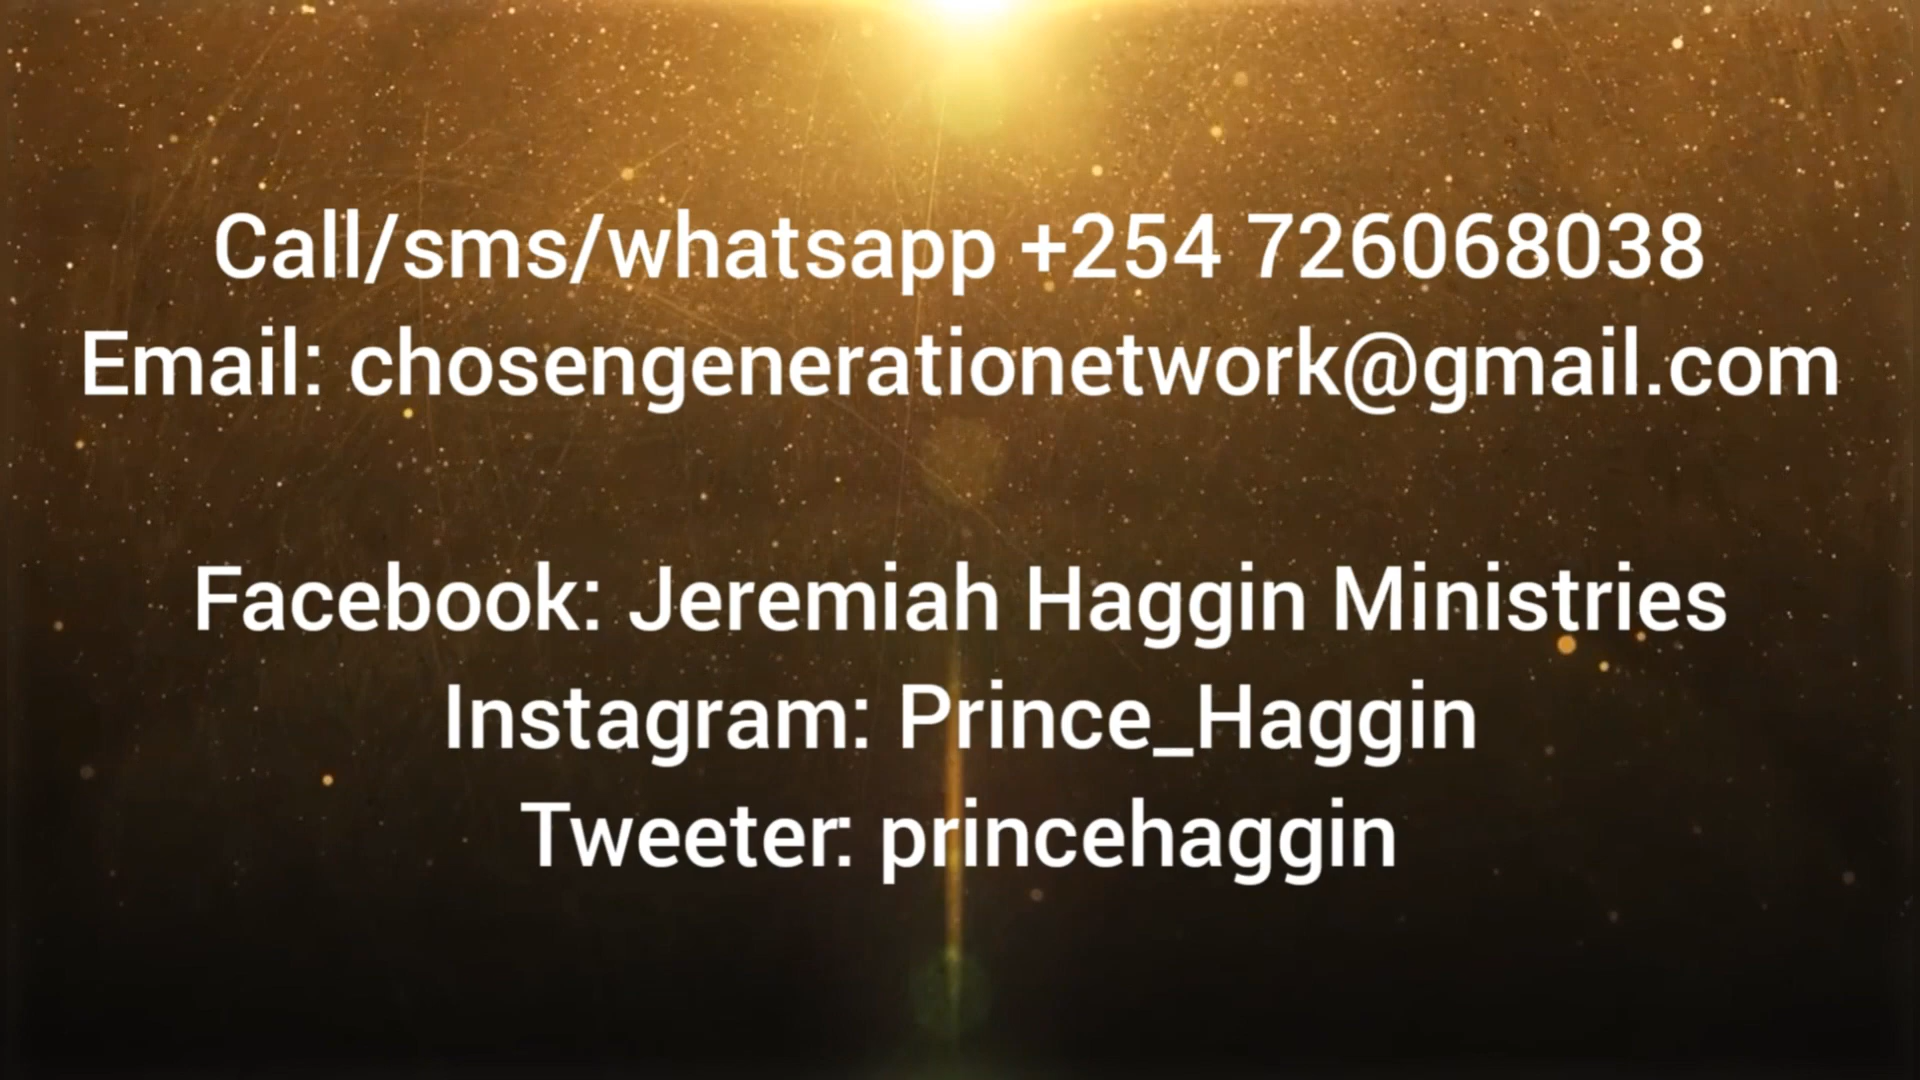 Call/sms/whatsapp +254 726068038
Email: chosengenerationetwork@gmail.com
Facebook: Jeremiah Haggin Ministries
Instagram: Prince_Haggin
Tweeter: princehaggin